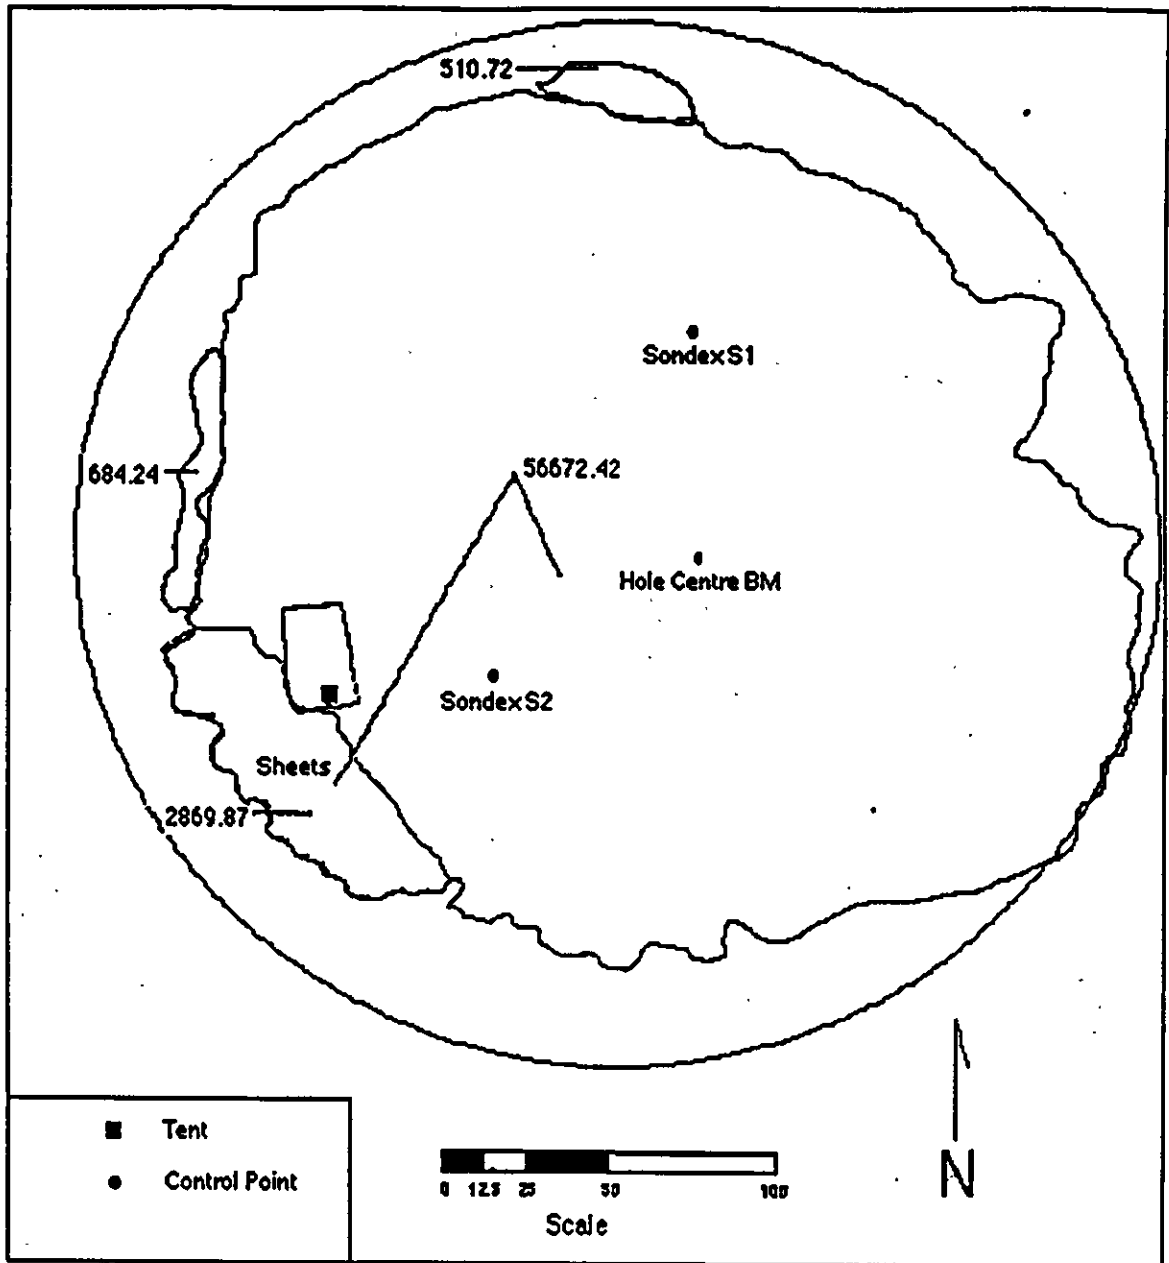 510.72
Sondex S1
684.24
56672.42
Hole Centre BM
Sondex S2
Sheets
2869.87
Tent
Control Point
0 12.5 25 50 100
Scale
N